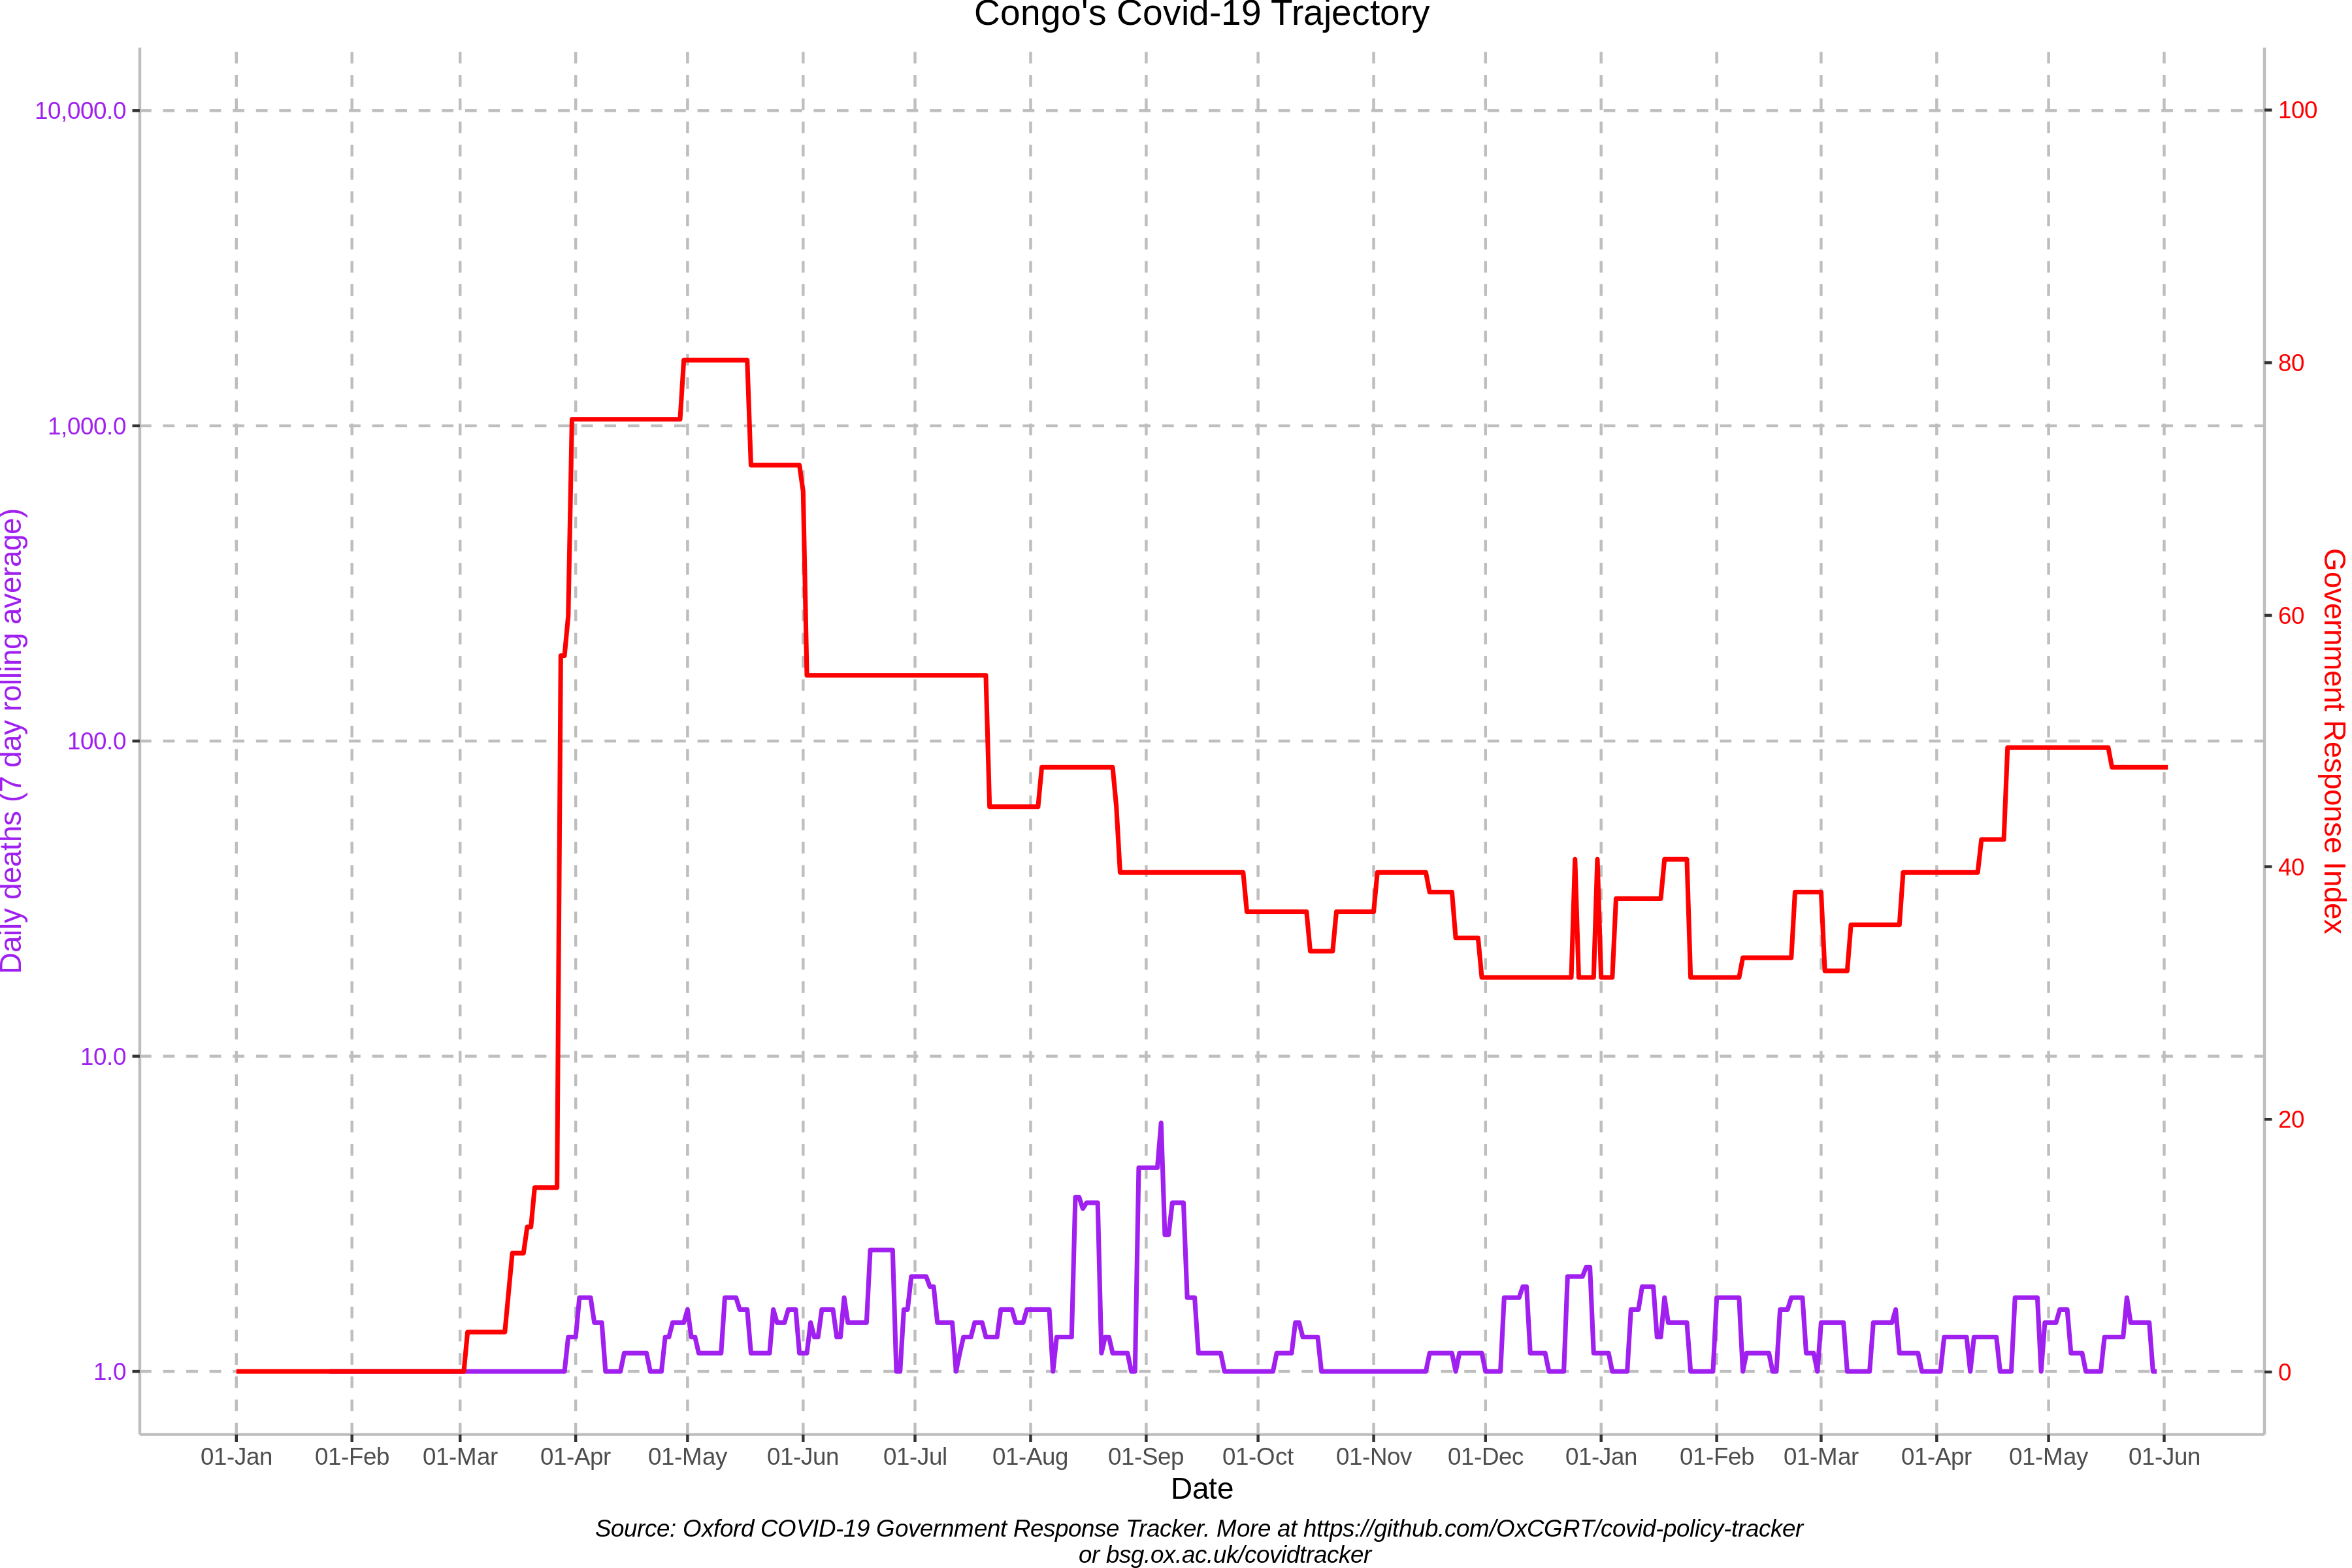 Congo's Covid-19 Trajectory
10,000.0
1,000.0
100.0
10.0
1.0
Daily deaths (7 day rolling average)
100
80
60
40
20
0
Government Response Index
01-Jan 01-Feb 01-Mar 01-Apr 01-May 01-Jun 01-Jul 01-Aug 01-Sep 01-Oct 01-Nov 01-Dec 01-Jan 01-Feb 01-Mar 01-Apr 01-May 01-Jun
Date
Source: Oxford COVID-19 Government Response Tracker. More at https://github.com/OxCGRT/covid-policy-tracker
or bsg.ox.ac.uk/covidtracker